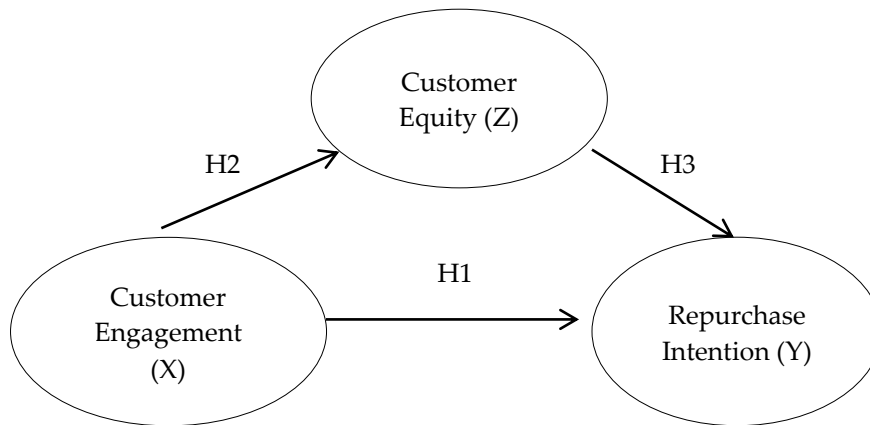 Customer
Equity (Z)
H2
H3
H1
Customer
Engagement
(X)
Repurchase
Intention (Y)